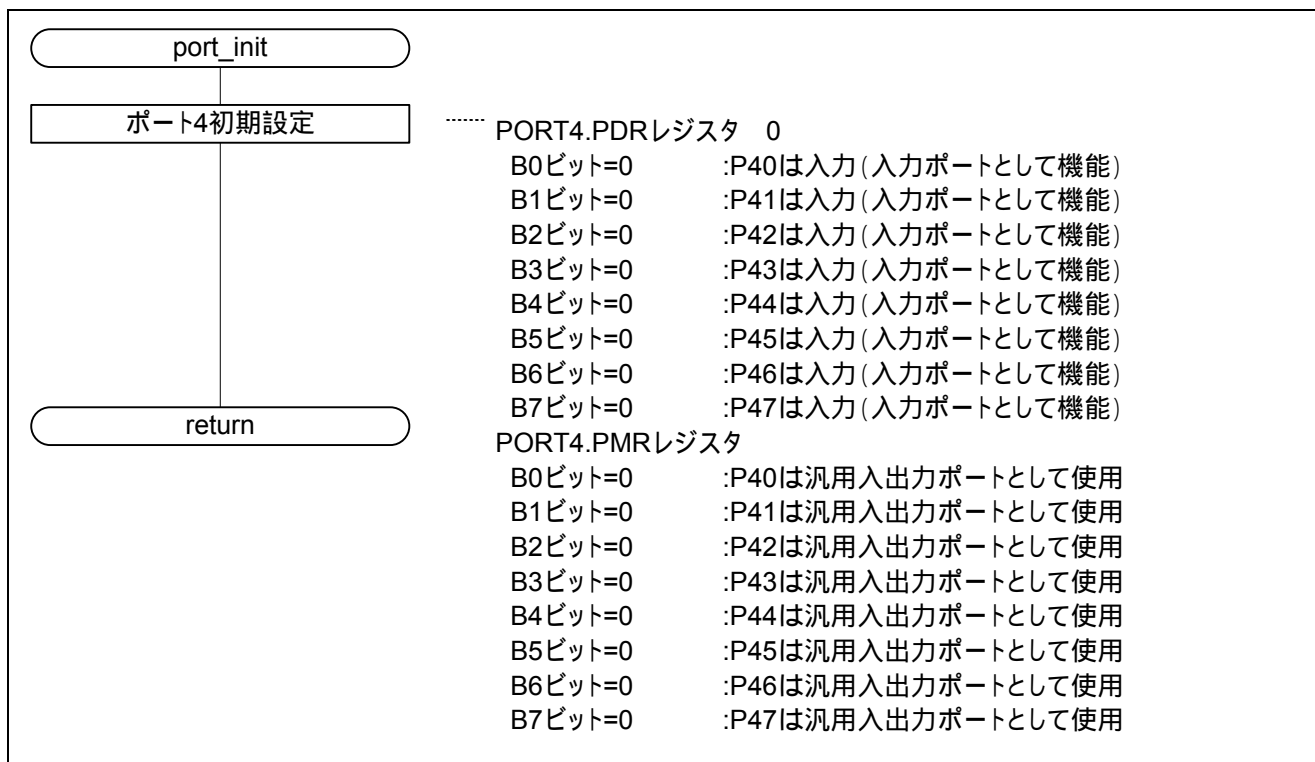 port_init
ポート4初期設定
PORT4.PDRレジスタ 0
B0ビット=0 :P40は入力(入力ポートとして機能)
B1ビット=0 :P41は入力(入力ポートとして機能)
B2ビット=0 :P42は入力(入力ポートとして機能)
B3ビット=0 :P43は入力(入力ポートとして機能)
B4ビット=0 :P44は入力(入力ポートとして機能)
B5ビット=0 :P45は入力(入力ポートとして機能)
B6ビット=0 :P46は入力(入力ポートとして機能)
B7ビット=0 :P47は入力(入力ポートとして機能)
return
PORT4.PMRレジスタ
B0ビット=0 :P40は汎用入出力ポートとして使用
B1ビット=0 :P41は汎用入出力ポートとして使用
B2ビット=0 :P42は汎用入出力ポートとして使用
B3ビット=0 :P43は汎用入出力ポートとして使用
B4ビット=0 :P44は汎用入出力ポートとして使用
B5ビット=0 :P45は汎用入出力ポートとして使用
B6ビット=0 :P46は汎用入出力ポートとして使用
B7ビット=0 :P47は汎用入出力ポートとして使用